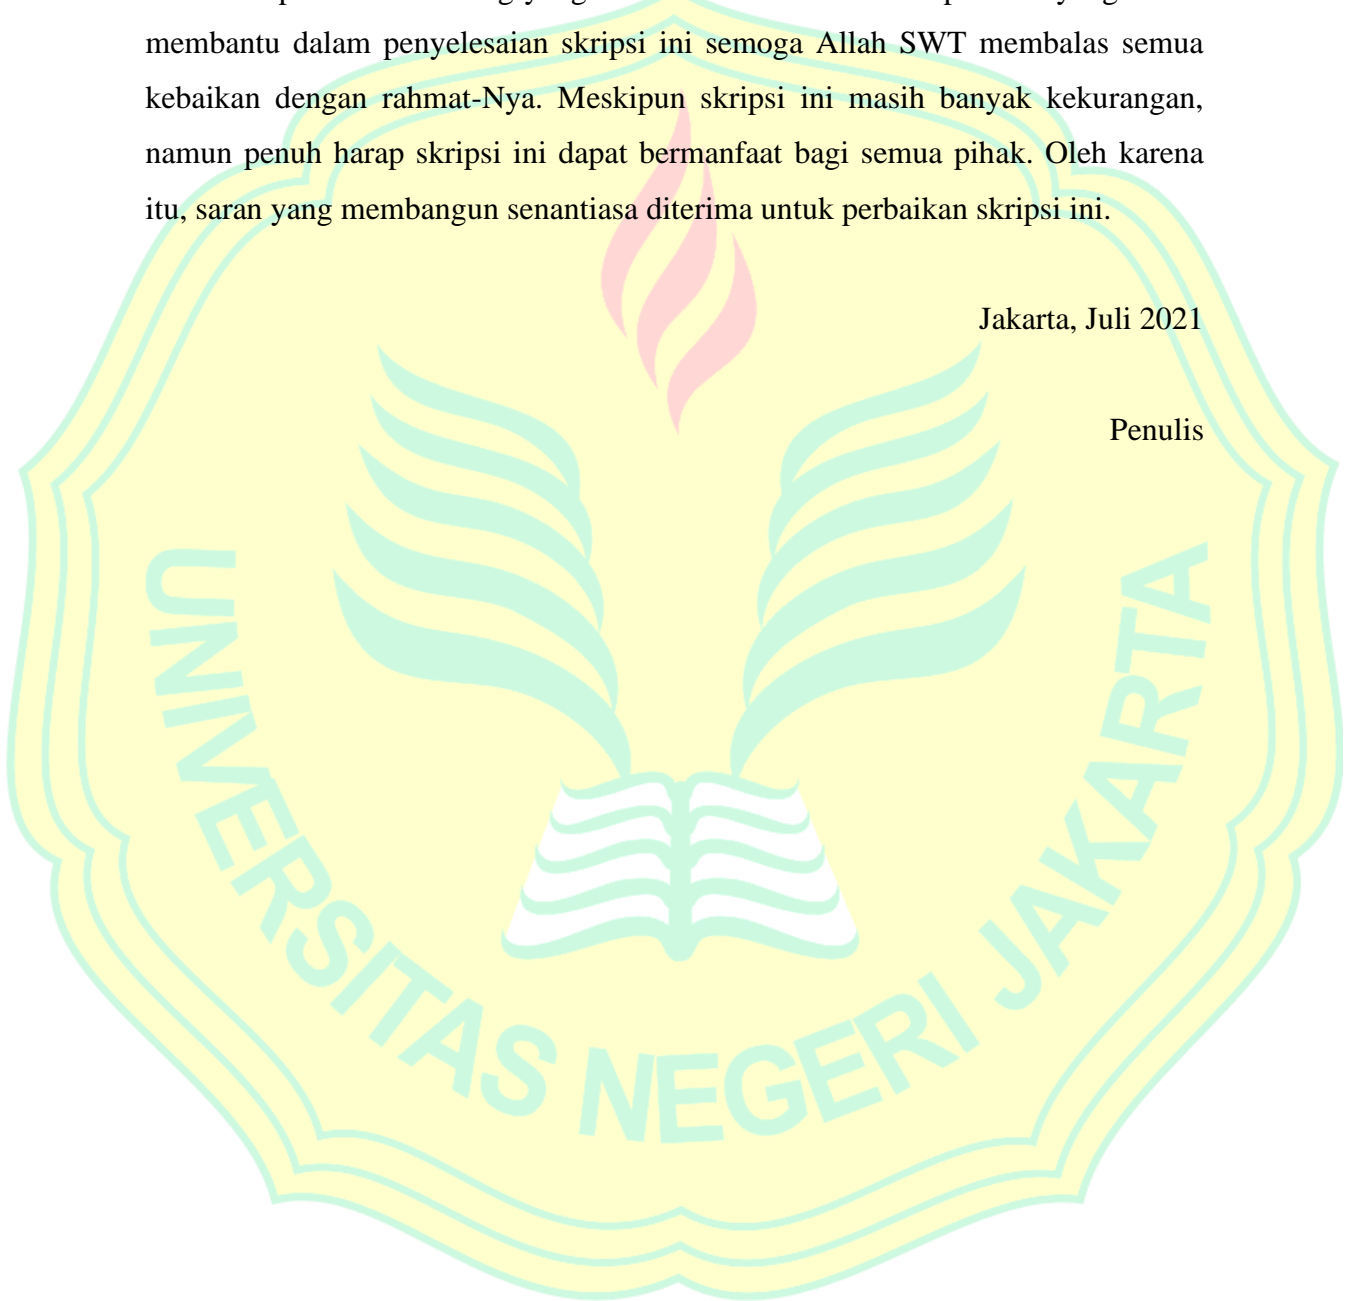 membantu dalam penyelesaian skripsi ini semoga Allah SWT membalas semua
kebaikan dengan rahmat-Nya. Meskipun skripsi ini masih banyak kekurangan,
namun penuh harap skripsi ini dapat bermanfaat bagi semua pihak. Oleh karena
itu, saran yang membangun senantiasa diterima untuk perbaikan skripsi ini.
Jakarta, Juli 2021
Penulis
UNIVERSITAS NEGERI JAKARTA